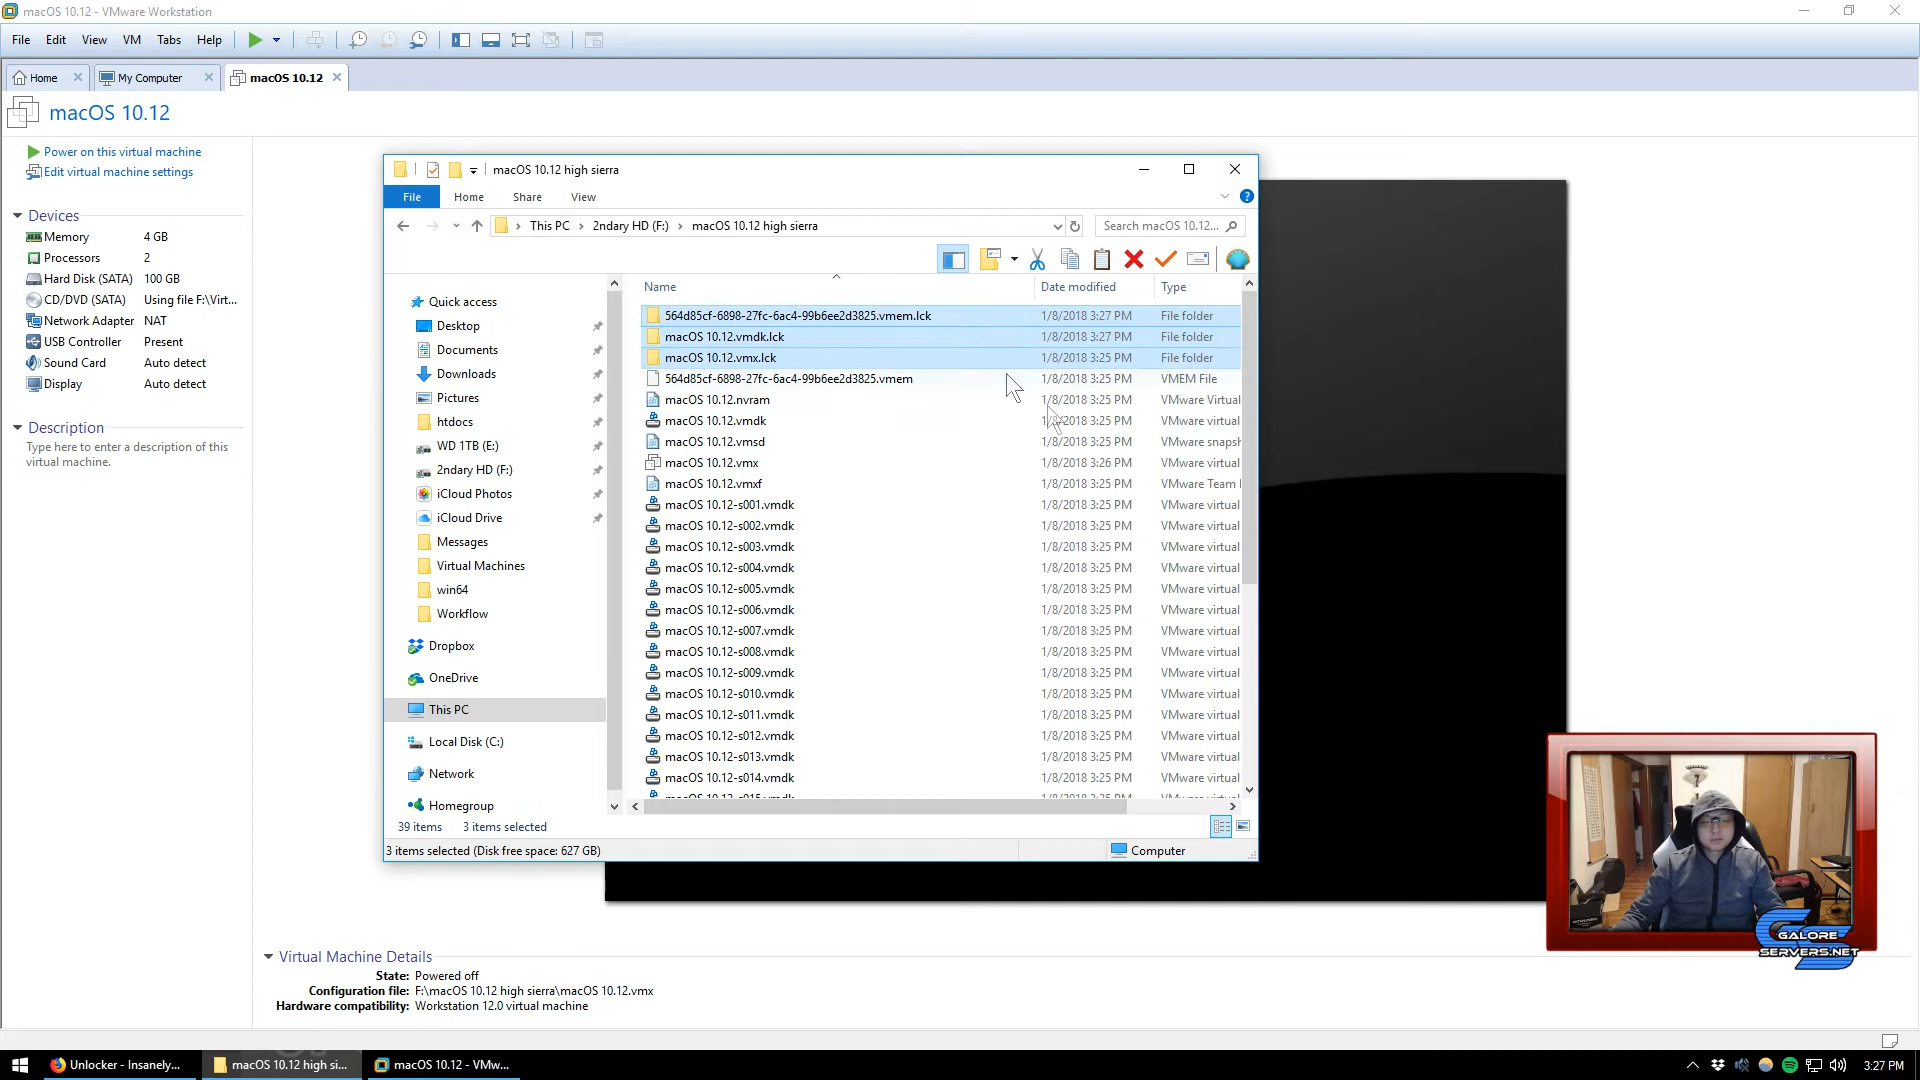 macOS 10.12 - VMware Workstation
File Edit View VM Tabs Help
Home My Computer macOS 10.12
macOS 10.12
Power on this virtual machine
Edit virtual machine settings
Devices
Memory 4 GB
Processors 2
Hard Disk (SATA) 100 GB
CD/DVD (SATA) Using file F:\Virt...
Network Adapter NAT
USB Controller Present
Sound Card Auto detect
Display Auto detect
Description
Type here to enter a description of this
virtual machine.
macOS 10.12 high sierra
File Home Share View
This PC 2ndary HD (F:) macOS 10.12 high sierra Search macOS 10.12...
Quick access
Desktop
Documents
Downloads
Pictures
htdocs
WD 1TB (E:)
2ndary HD (F:)
iCloud Photos
iCloud Drive
Messages
Virtual Machines
win64
Workflow
Dropbox
OneDrive
This PC
Local Disk (C:)
Network
Homegroup
Name Date modified Type
564d85cf-6898-27fc-6ac4-99b6ee2d3825.vmem.lck 1/8/2018 3:27 PM File folder
macOS 10.12.vmdk.lck 1/8/2018 3:27 PM File folder
macOS 10.12.vmx.lck 1/8/2018 3:25 PM File folder
564d85cf-6898-27fc-6ac4-99b6ee2d3825.vmem 1/8/2018 3:25 PM VMEM File
macOS 10.12.nvram 1/8/2018 3:25 PM VMware Virtual
macOS 10.12.vmdk 1/8/2018 3:25 PM VMware virtual
macOS 10.12.vmsd 1/8/2018 3:25 PM VMware snapsh
macOS 10.12.vmx 1/8/2018 3:26 PM VMware virtual
macOS 10.12.vmxf 1/8/2018 3:25 PM VMware Team
macOS 10.12-s001.vmdk 1/8/2018 3:25 PM VMware virtual
macOS 10.12-s002.vmdk 1/8/2018 3:25 PM VMware virtual
macOS 10.12-s003.vmdk 1/8/2018 3:25 PM VMware virtual
macOS 10.12-s004.vmdk 1/8/2018 3:25 PM VMware virtual
macOS 10.12-s005.vmdk 1/8/2018 3:25 PM VMware virtual
macOS 10.12-s006.vmdk 1/8/2018 3:25 PM VMware virtual
macOS 10.12-s007.vmdk 1/8/2018 3:25 PM VMware virtual
macOS 10.12-s008.vmdk 1/8/2018 3:25 PM VMware virtual
macOS 10.12-s009.vmdk 1/8/2018 3:25 PM VMware virtual
macOS 10.12-s010.vmdk 1/8/2018 3:25 PM VMware virtual
macOS 10.12-s011.vmdk 1/8/2018 3:25 PM VMware virtual
macOS 10.12-s012.vmdk 1/8/2018 3:25 PM VMware virtual
macOS 10.12-s013.vmdk 1/8/2018 3:25 PM VMware virtual
macOS 10.12-s014.vmdk 1/8/2018 3:25 PM VMware virtual
macOS 10.12-s015.vmdk 1/8/2018 3:25 PM VMware virtual
39 items 3 items selected
3 items selected (Disk free space: 627 GB) Computer
GALORE
SERVERS.NET
Virtual Machine Details
State: Powered off
Configuration file: F:\macOS 10.12 high sierra\macOS 10.12.vmx
Hardware compatibility: Workstation 12.0 virtual machine
Unlocker - Insanely... macOS 10.12 high si... macOS 10.12 - VMw... 3:27 PM